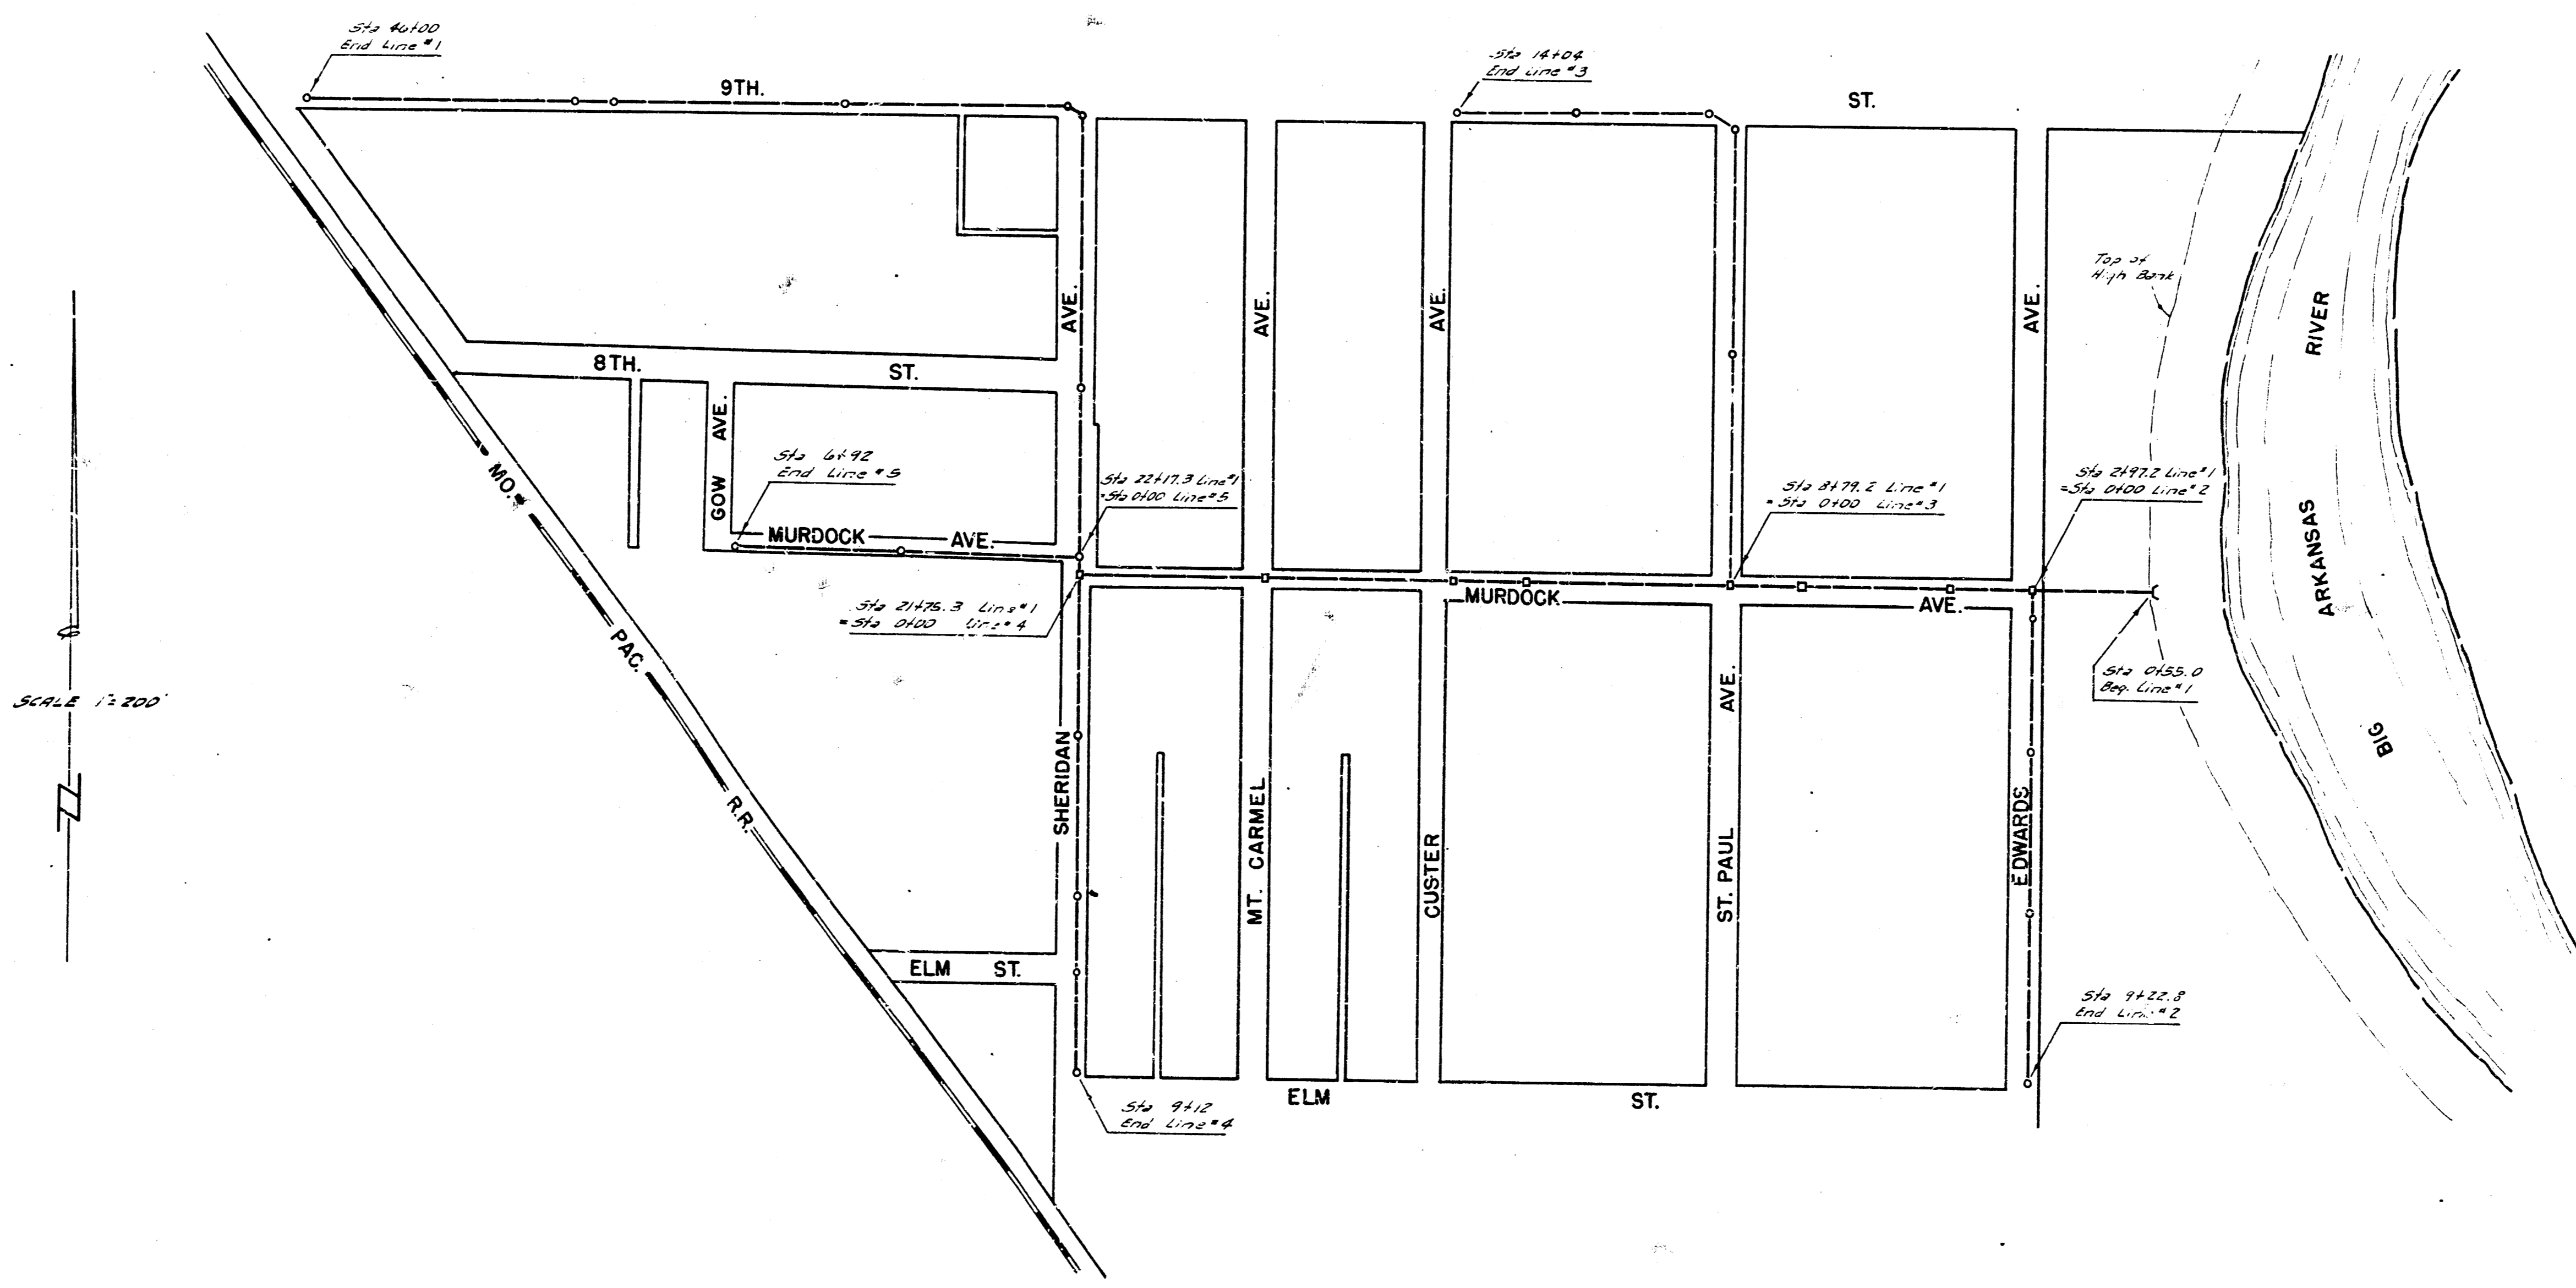 Sta 46+00
End Line #1
Sta 14+04
End Line #3
9TH. ST.
AVE.
AVE.
AVE.
AVE.
Top of
High Bank
RIVER
ARKANSAS
BIG
8TH. ST.
GOW AVE.
Sta 6+92
End Line #5
Sta 22+17.3 Line #1
=Sta 0+00 Line #5
Sta 8+79.2 Line #1
= Sta 0+00 Line #3
Sta 2+97.2 Line #1
=Sta 0+00 Line #2
MURDOCK AVE.
MURDOCK AVE.
Sta 21+75.3 Line #1
= Sta 0+00 Line #4
Sta 0+55.0
Beg. Line #1
MO. PAC. R.R.
SCALE 1"=200'
SHERIDAN
MT. CARMEL
CUSTER
ST. PAUL AVE.
EDWARDS
ELM ST.
Sta 9+22.8
End Line #2
Sta 9+12
End Line #4
ELM ST.